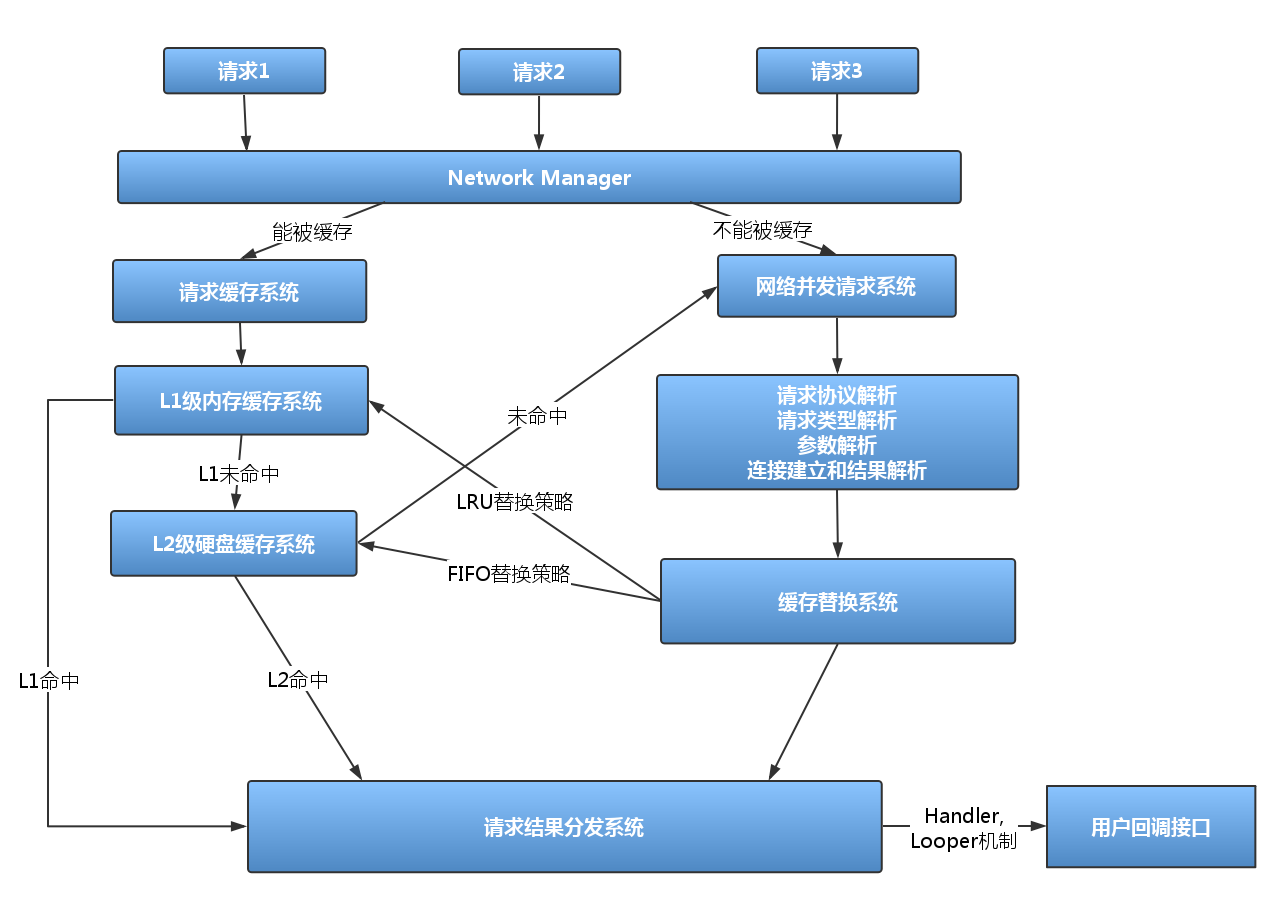 请求1
请求2
请求3
Network Manager
能被缓存
不能被缓存
请求缓存系统
网络并发请求系统
L1级内存缓存系统
请求协议解析
请求类型解析
参数解析
连接建立和结果解析
未命中
L1未命中
LRU替换策略
L2级硬盘缓存系统
FIFO替换策略
缓存替换系统
L1命中
L2命中
请求结果分发系统
Handler,
Looper机制
用户回调接口